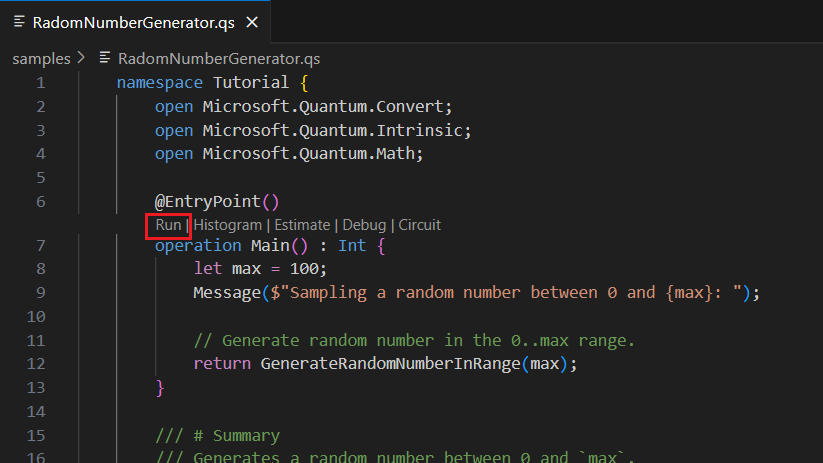 RadomNumberGenerator.qs
samples > RadomNumberGenerator.qs
1 namespace Tutorial {
2 open Microsoft.Quantum.Convert;
3 open Microsoft.Quantum.Intrinsic;
4 open Microsoft.Quantum.Math;
5
6 @EntryPoint()
Run | Histogram | Estimate | Debug | Circuit
7 operation Main() : Int {
8 let max = 100;
9 Message($"Sampling a random number between 0 and {max}: ");
10
11 // Generate random number in the 0..max range.
12 return GenerateRandomNumberInRange(max);
13 }
14
15 /// # Summary
16 /// Generates a random number between 0 and `max`.